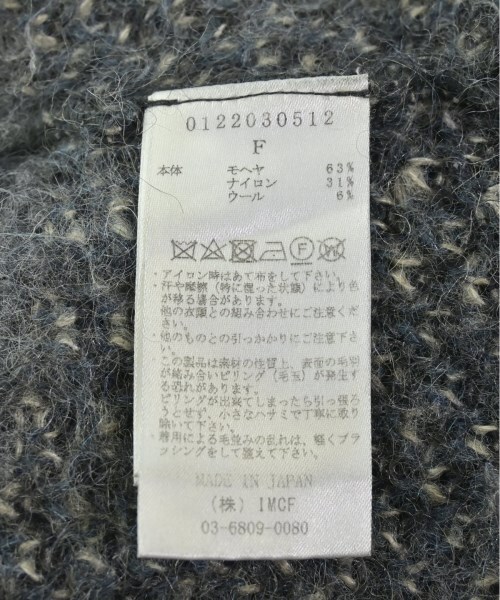 0122030512
F
本体 モヘヤ 63%
ナイロン 31%
ウール 6%
F W
・アイロン時はあて布をして下さい。
・汗や摩擦（特に湿った状態）により色
が移る場合があります。
他の衣類との組み合わせにご注意くだ
さい。
・他のものとの引っかかりにご注意下さ
い。
・この製品は素材の性質上、表面の毛羽
が絡み合いピリング（毛玉）が発生す
る恐れがあります。
ピリングが出来てしまったら引っ張ろ
うとせず、小さなハサミで丁寧に取り
除いて下さい。
・着用による毛並みの乱れは、軽くブラ
ッシングをして整えて下さい。
MADE IN JAPAN
（株）IMCF
03-6809-0080